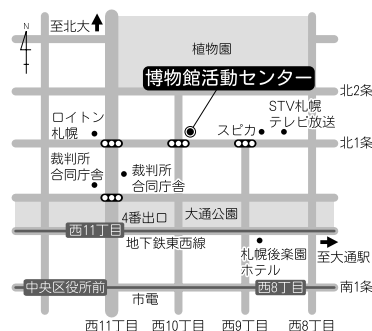 N
至北大
植物園
博物館活動センター
北2条
STV札幌
テレビ放送
ロイトン
札幌
スピカ
北1条
裁判所
合同庁舎
裁判所
合同庁舎
4番出口
大通公園
西11丁目
地下鉄東西線
札幌後楽園
ホテル
至大通駅
中央区役所前
西8丁目
南1条
市電
西11丁目
西10丁目
西9丁目
西8丁目